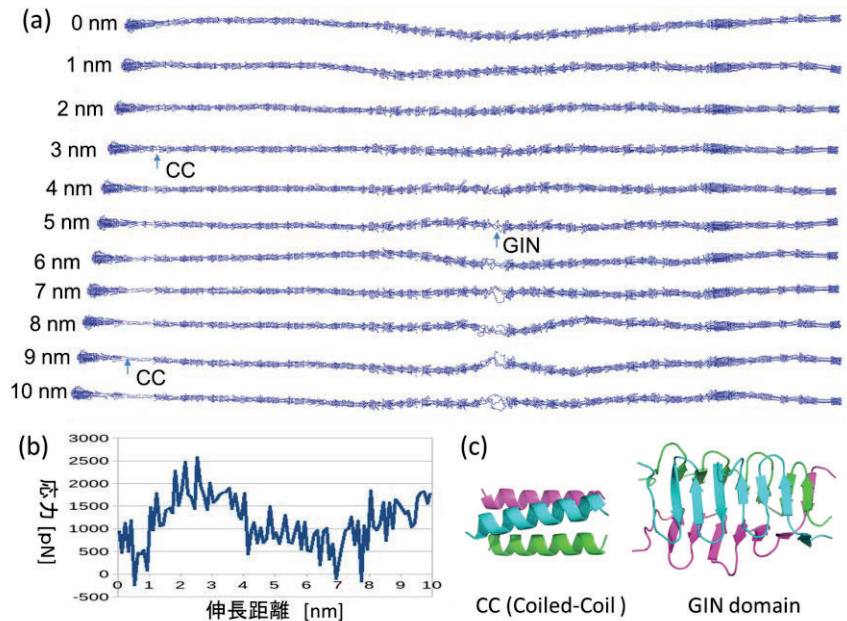 (a)
0 nm
1 nm
2 nm
3 nm
CC
4 nm
5 nm
GIN
6 nm
7 nm
8 nm
9 nm
CC
10 nm
(b)
3000
2500
2000
1500
1000
500
0
-500
応力 [pN]
0 1 2 3 4 5 6 7 8 9 10
伸長距離 [nm]
(c)
CC (Coiled-Coil )
GIN domain